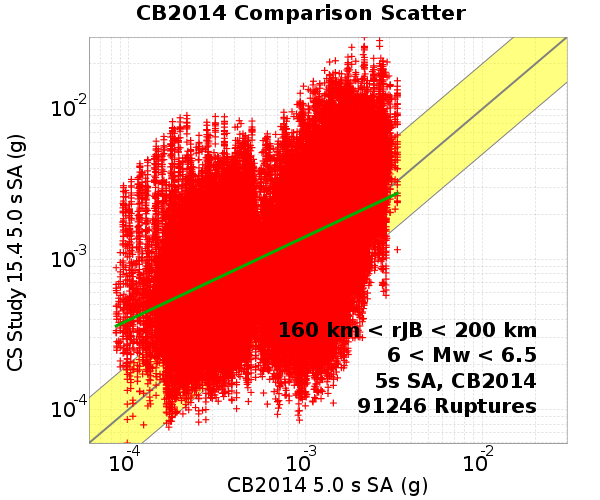 CB2014 Comparison Scatter
CS Study 15.4 5.0 s SA (g)
10-2
10-3
10-4
160 km < rJB < 200 km
6 < Mw < 6.5
5s SA, CB2014
91246 Ruptures
10-4 10-3 10-2
CB2014 5.0 s SA (g)